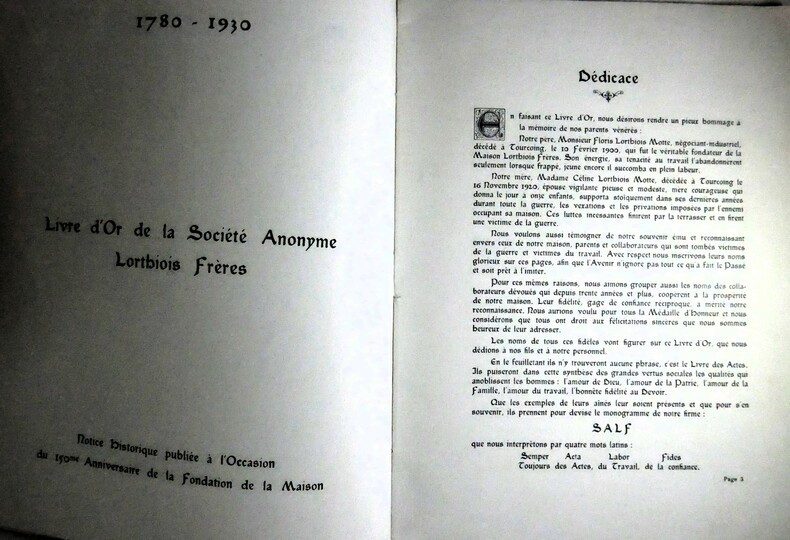 1780 - 1930
Livre d'Or de la Société Anonyme
Lortbiois Frères
Notice Historique publiée à l'Occasion
du 150me Anniversaire de la Fondation de la Maison
Dédicace
En faisant ce Livre d'Or, nous désirons rendre un pieux hommage à
la mémoire de nos parents vénérés :
Notre père, Monsieur Floris Lortbiois Motte, négociant-industriel,
décédé à Tourcoing, le 10 Février 1900, qui fut le véritable fondateur de la
Maison Lortbiois Frères. Son énergie, sa tenacité au travail l'abandonnèrent
seulement lorsque frappé, jeune encore il succomba en plein labeur.
Notre mère, Madame Céline Lortbiois Motte, décédée à Tourcoing le
16 Novembre 1920, épouse vigilante pieuse et modeste, mère courageuse qui
donna le jour à onze enfants, supporta stoïquement dans ses dernières années
durant toute la guerre, les vexations et les privations imposées par l'ennemi
occupant sa maison. Ces luttes incessantes finirent par la terrasser et en firent
une victime de la guerre.
Nous voulons aussi témoigner de notre souvenir ému et reconnaissant
envers ceux de notre maison, parents et collaborateurs qui sont tombés victimes
de la guerre et victimes du travail. Avec respect nous inscrivons leurs noms
glorieux sur ces pages, afin que l'Avenir n'ignore pas tout ce qu'a fait le Passé
et soit prêt à l'imiter.
Pour ces mêmes raisons, nous aimons grouper aussi les noms des colla-
borateurs dévoués qui depuis trente années et plus, coopèrent à la prospérité
de notre maison. Leur fidélité, gage de confiance réciproque, a mérité notre
reconnaissance. Nous aurions voulu pour tous la Médaille d'Honneur et nous
considérons que tous ont droit aux félicitations sincères que nous sommes
heureux de leur adresser.
Les noms de tous ces fidèles vont figurer sur ce Livre d'Or, que nous
dédions à nos fils et à notre personnel.
En le feuilletant ils n'y trouveront aucune phrase, c'est le Livre des Actes.
Ils puiseront dans cette synthèse des grandes vertus sociales les qualités qui
anoblissent les hommes : l'amour de Dieu, l'amour de la Patrie, l'amour de la
Famille, l'amour du travail, l'honnête fidélité au Devoir.
Que les exemples de leurs aînés leur soient présents et que pour s'en
souvenir, ils prennent pour devise le monogramme de notre firme :
SALF
que nous interprétons par quatre mots latins :
Semper Acta Labor Fides
Toujours des Actes, du Travail, de la confiance.
Page 3